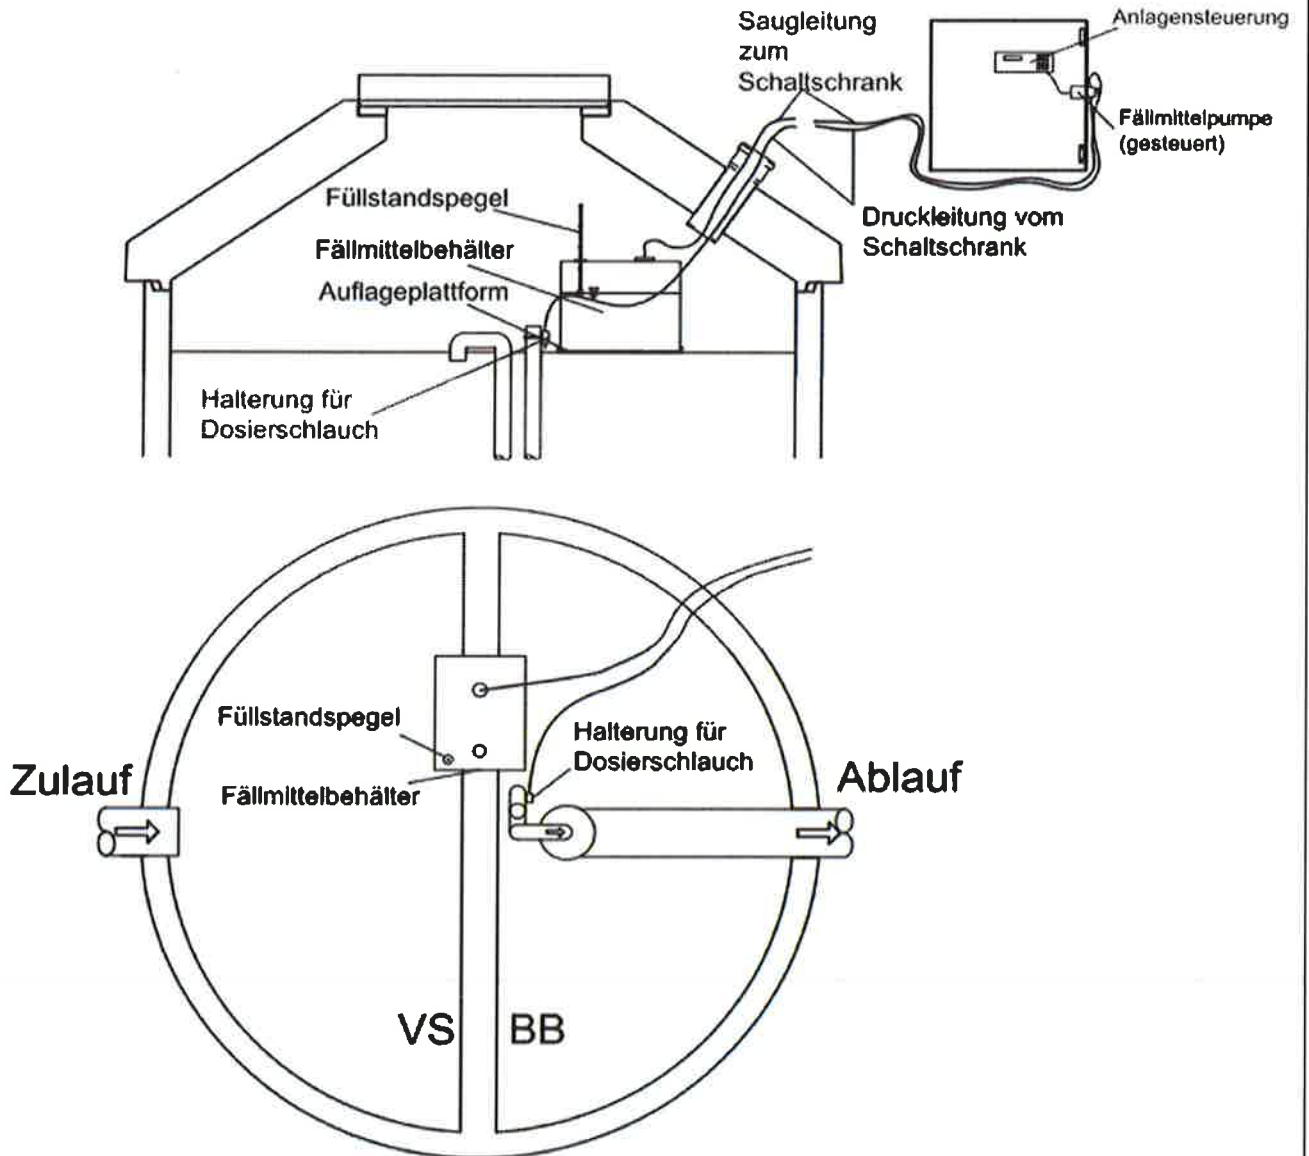 Saugleitung
zum
Schaltschrank
Anlagensteuerung
Fällmittelpumpe
(gesteuert)
Füllstandspegel
Fällmittelbehälter
Auflageplattform
Druckleitung vom
Schaltschrank
Halterung für
Dosierschlauch
Füllstandspegel
Halterung für
Dosierschlauch
Zulauf
Fällmittelbehälter
Ablauf
VS
BB